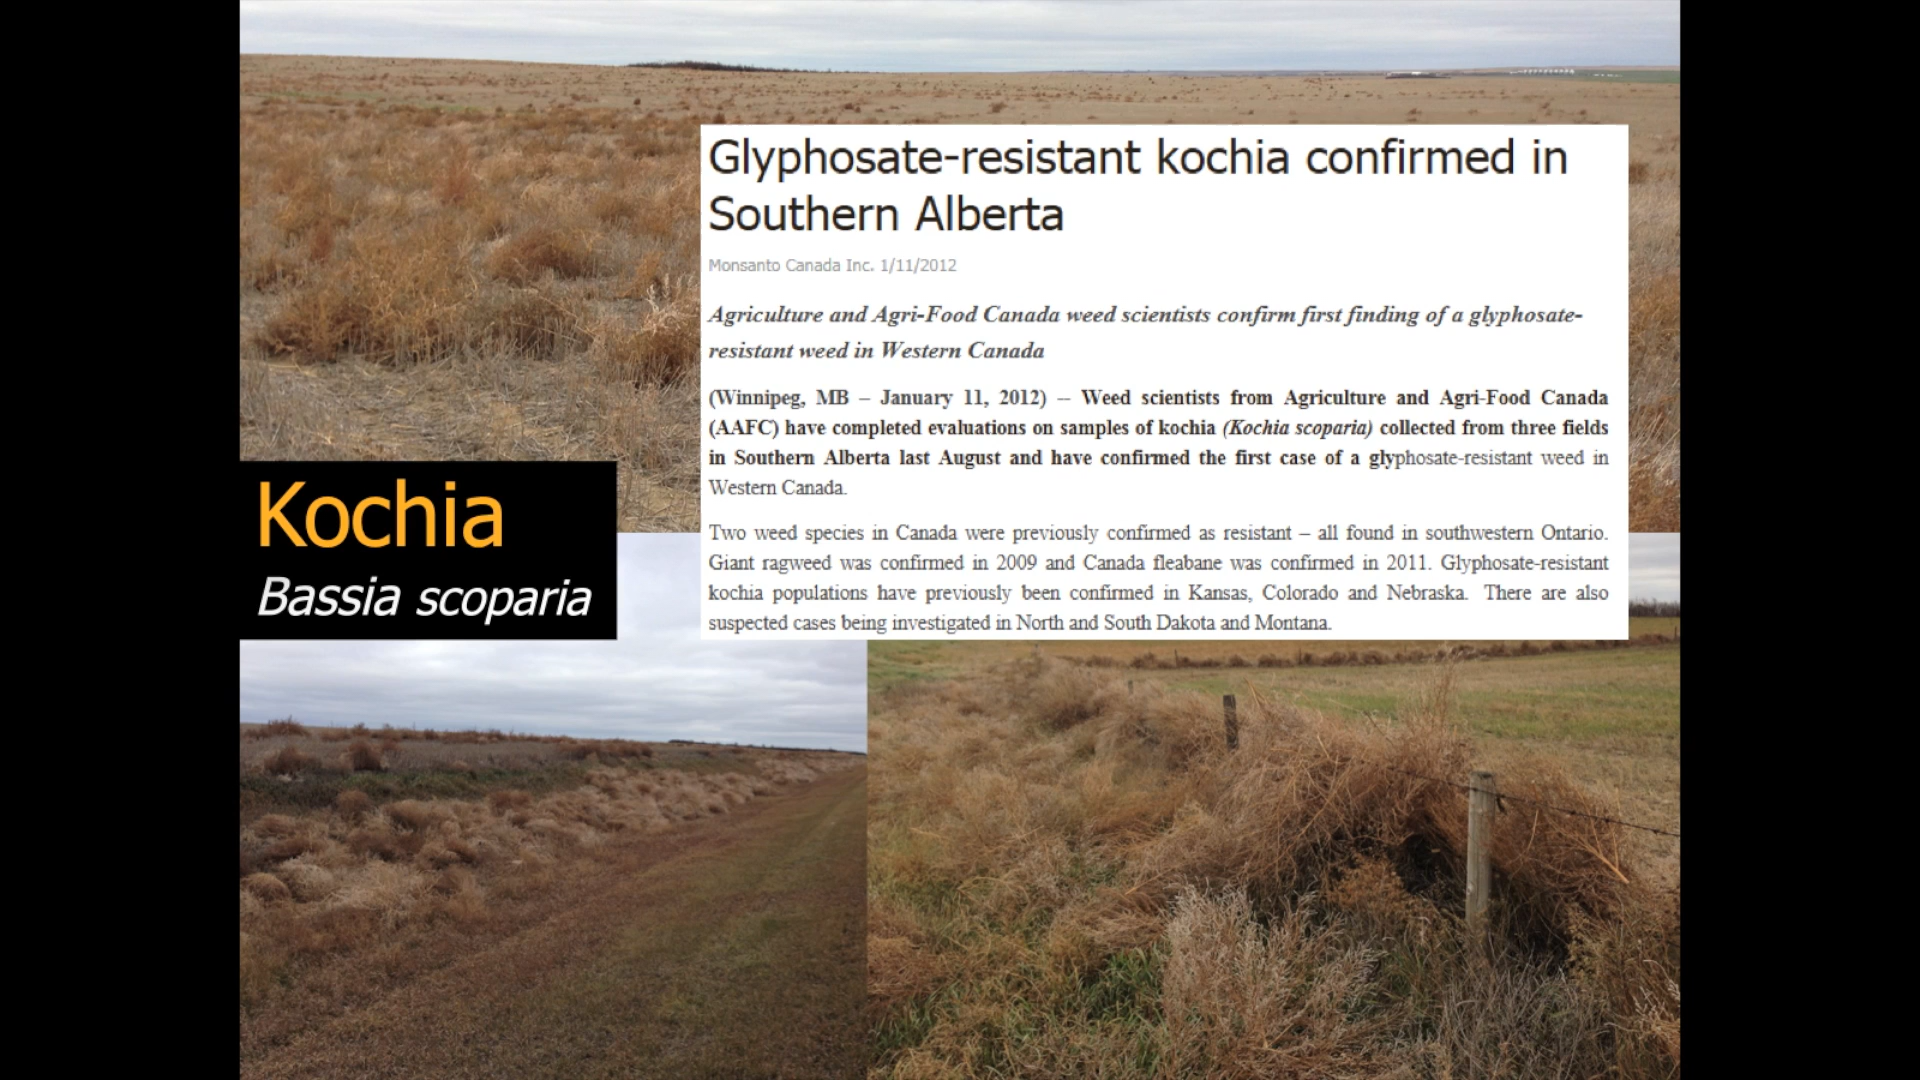 Glyphosate-resistant kochia confirmed in
Southern Alberta
Monsanto Canada Inc. 1/11/2012
Agriculture and Agri-Food Canada weed scientists confirm first finding of a glyphosate-
resistant weed in Western Canada
(Winnipeg, MB – January 11, 2012) -- Weed scientists from Agriculture and Agri-Food Canada
(AAFC) have completed evaluations on samples of kochia (Kochia scoparia) collected from three fields
in Southern Alberta last August and have confirmed the first case of a glyphosate-resistant weed in
Western Canada.
Two weed species in Canada were previously confirmed as resistant – all found in southwestern Ontario.
Giant ragweed was confirmed in 2009 and Canada fleabane was confirmed in 2011. Glyphosate-resistant
kochia populations have previously been confirmed in Kansas, Colorado and Nebraska. There are also
suspected cases being investigated in North and South Dakota and Montana.
Kochia
Bassia scoparia